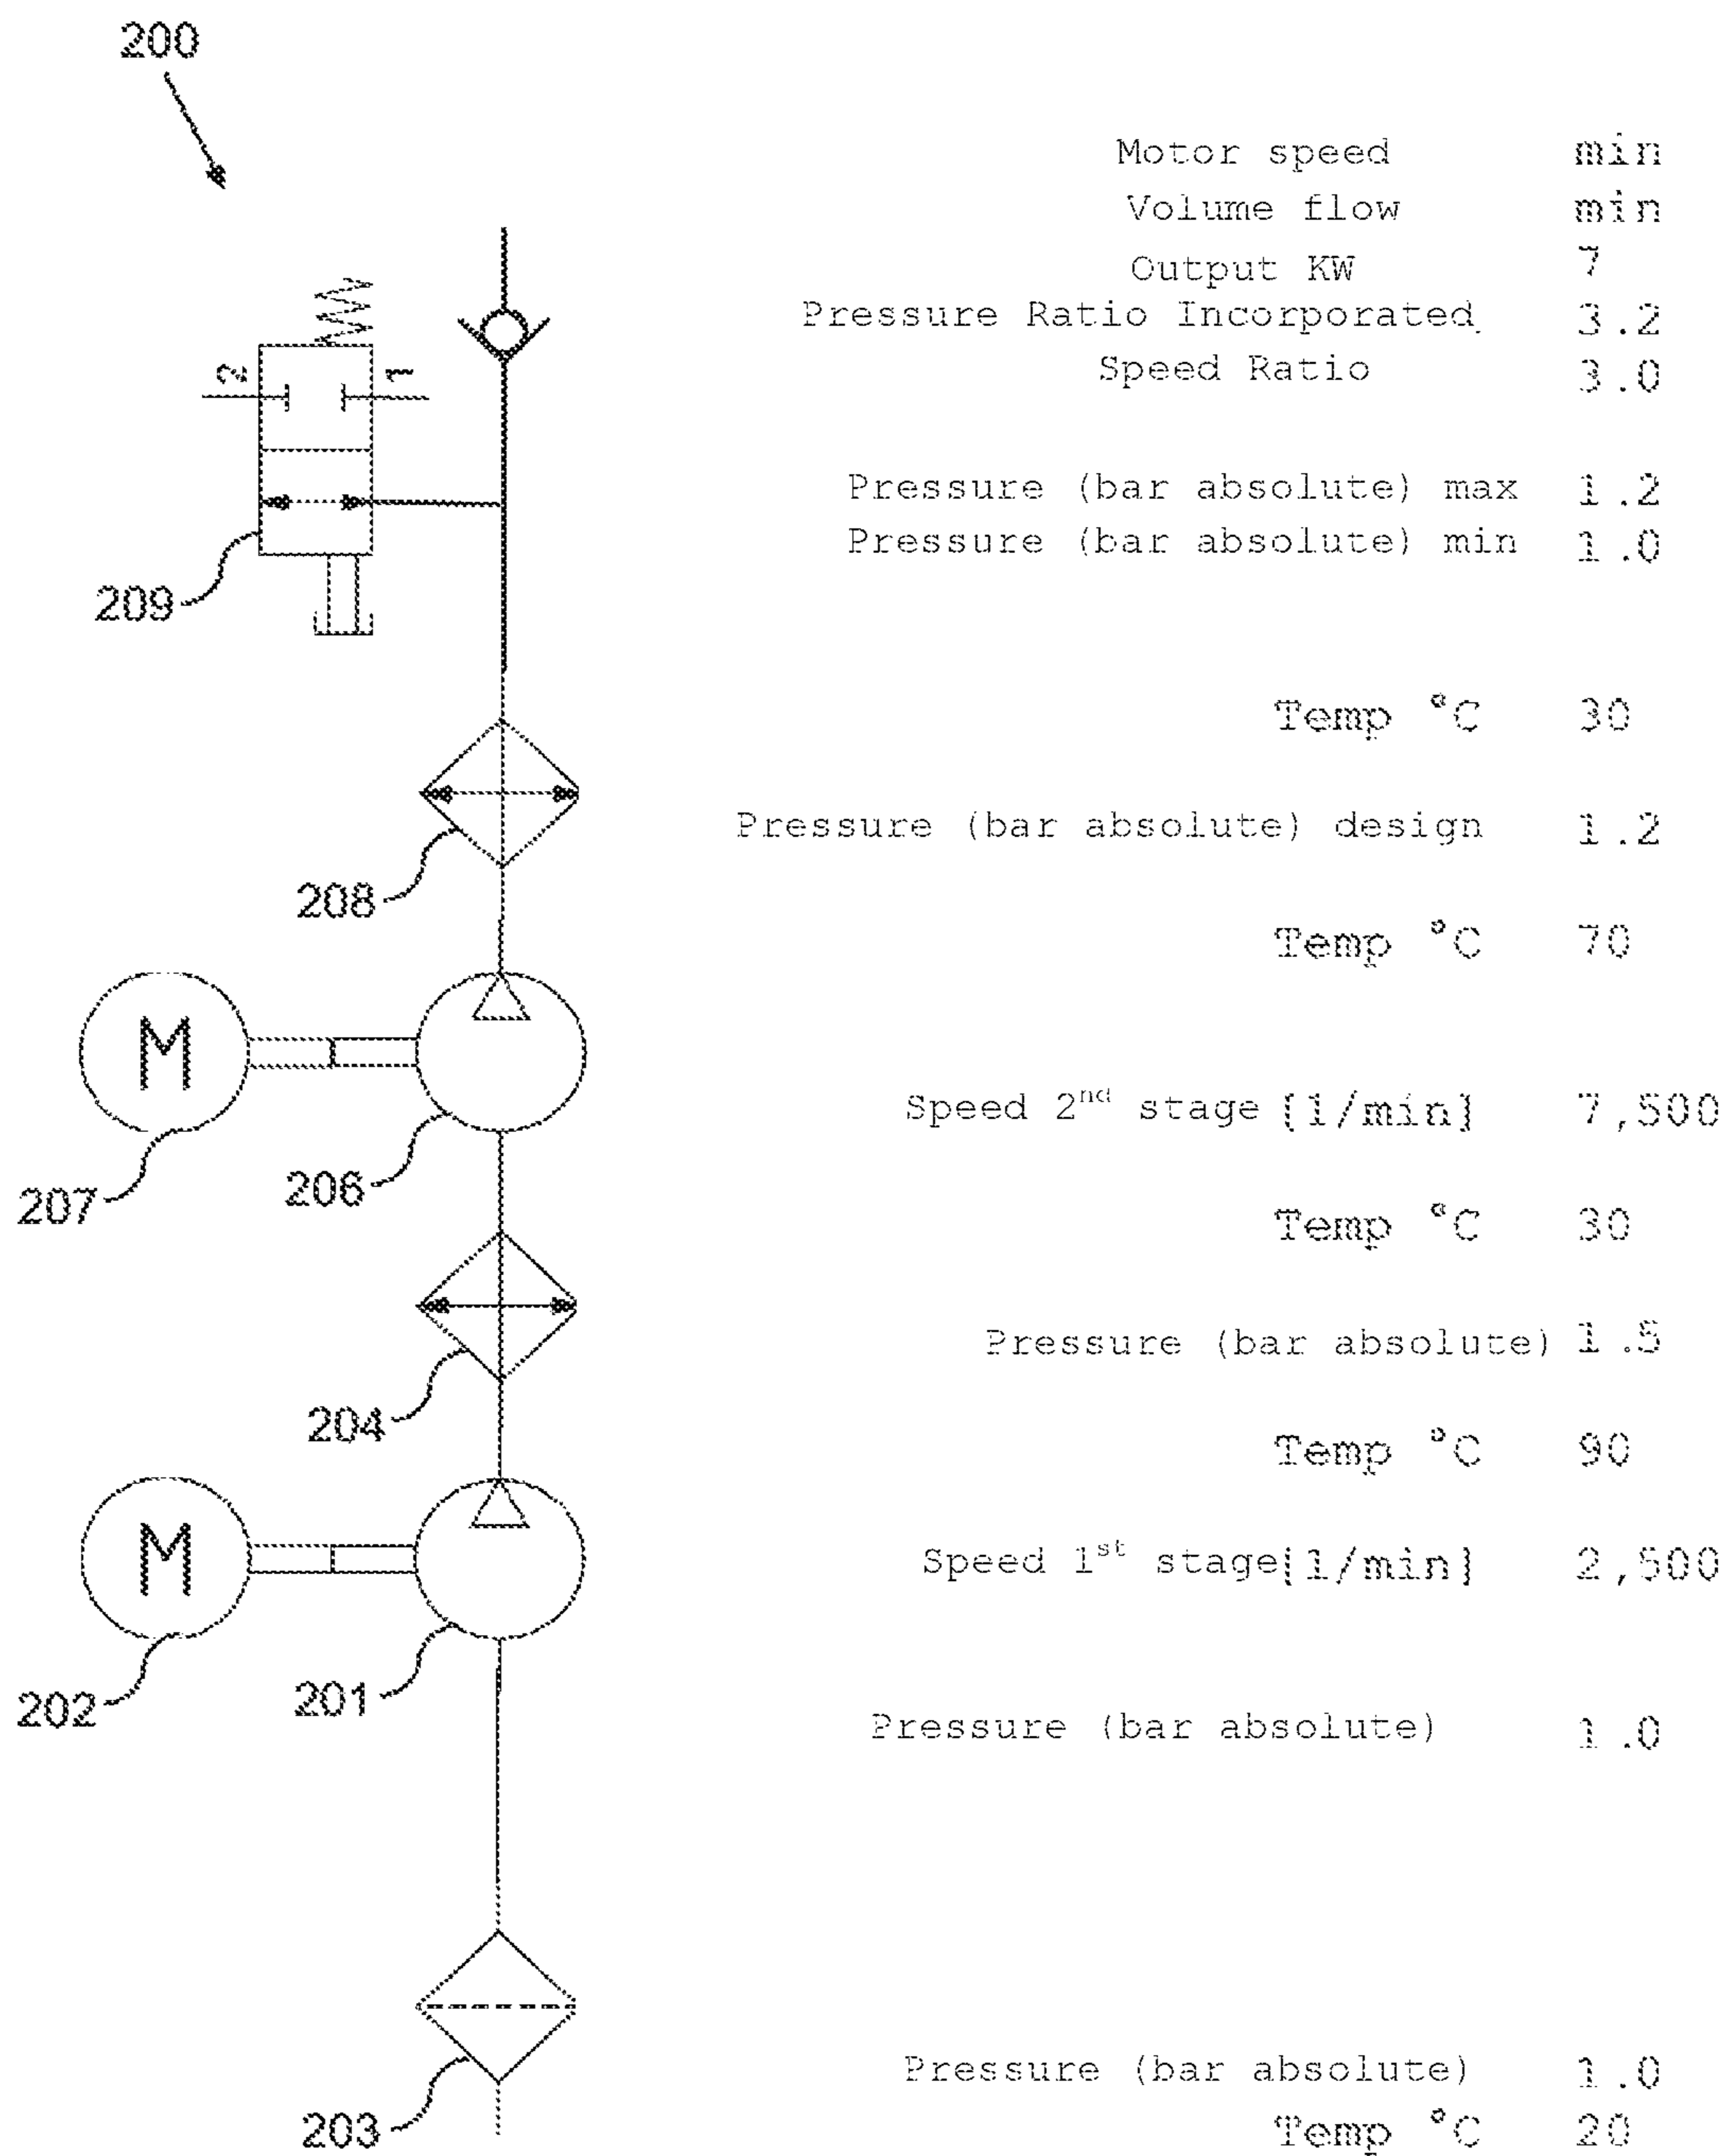 200
Motor speed min
Volume flow min
Output KW 7
Pressure Ratio Incorporated 3.2
Speed Ratio 3.0
2 1
Pressure (bar absolute) max 1.2
Pressure (bar absolute) min 1.0
209
Temp °C 30
Pressure (bar absolute) design 1.2
208
Temp °C 70
M
Speed 2nd stage [1/min] 7,500
207 206
Temp °C 30
Pressure (bar absolute) 1.5
204
Temp °C 90
M
Speed 1st stage[1/min] 2,500
202 201
Pressure (bar absolute) 1.0
Pressure (bar absolute) 1.0
203
Temp °C 20